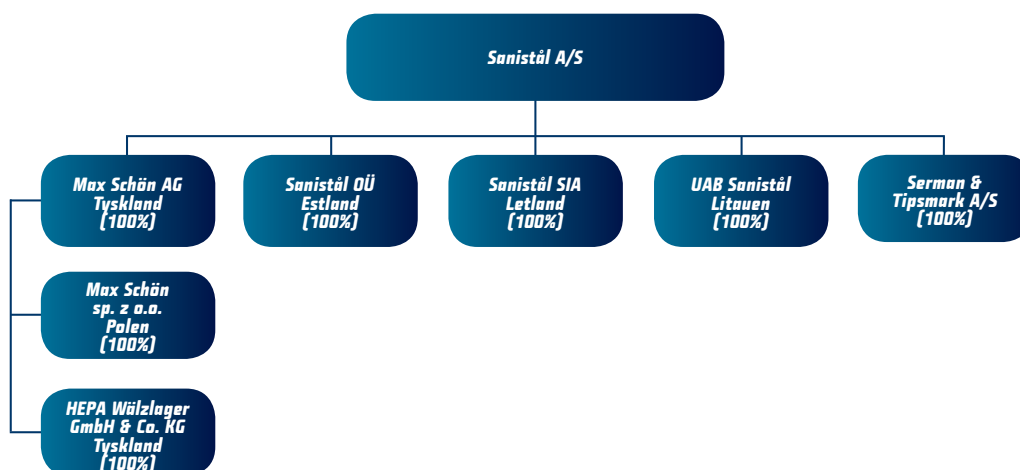 Sanistål A/S
Max Schön AG
Tyskland
(100%)
Sanistål OÜ
Estland
(100%)
Sanistål SIA
Letland
(100%)
UAB Sanistål
Litauen
(100%)
Serman &
Tipsmark A/S
(100%)
Max Schön
sp. z o.o.
Polen
(100%)
HEPA Wälzlager
GmbH & Co. KG
Tyskland
(100%)